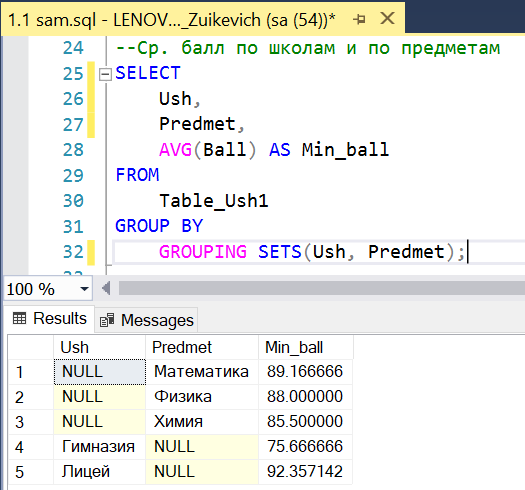 1.1 sam.sql - LENOV..._Zuikevich (sa (54))*
24 --Ср. балл по школам и по предметам
25 SELECT
26 Ush,
27 Predmet,
28 AVG(Ball) AS Min_ball
29 FROM
30 Table_Ush1
31 GROUP BY
32 GROUPING SETS(Ush, Predmet);
100 %
Results Messages
Ush Predmet Min_ball
1 NULL Математика 89.166666
2 NULL Физика 88.000000
3 NULL Химия 85.500000
4 Гимназия NULL 75.666666
5 Лицей NULL 92.357142